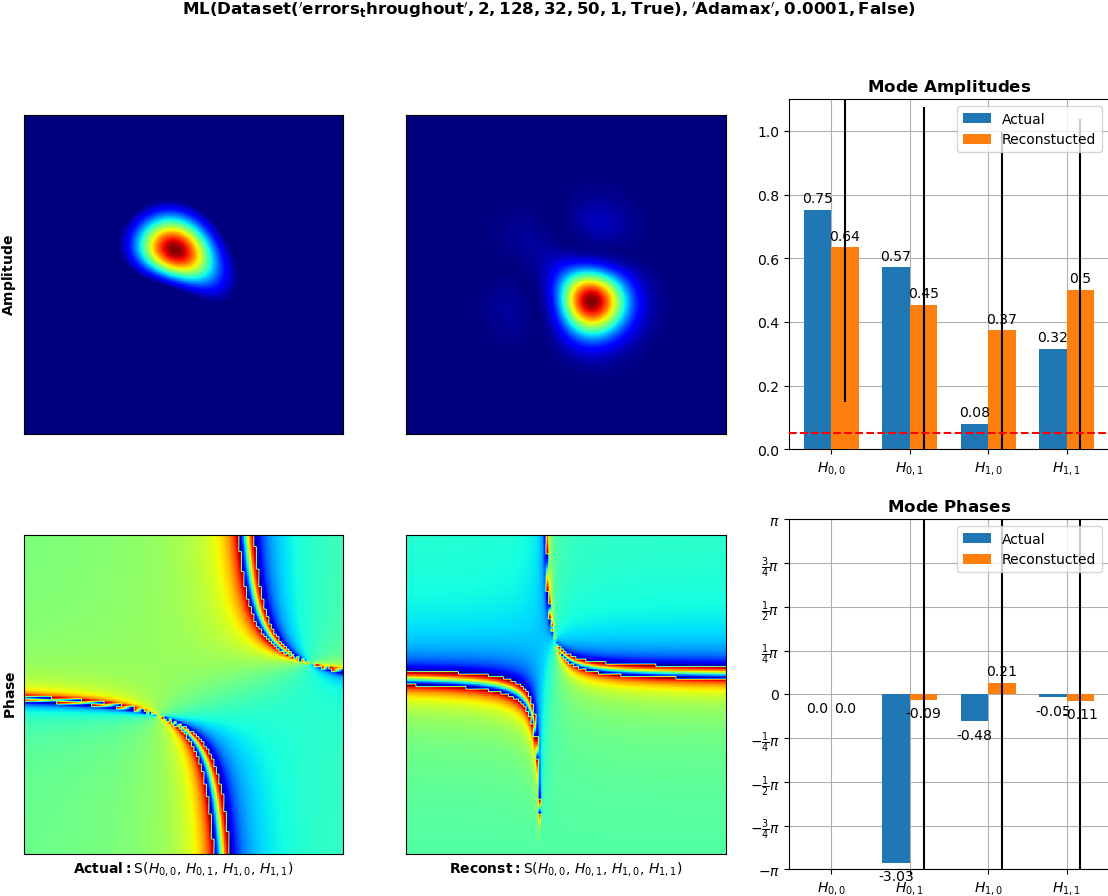 ML(Dataset('errors_throughout', 2, 128, 32, 50, 1, True), 'Adamax', 0.0001, False)
Amplitude
Mode Amplitudes
Actual
Reconstucted
1.0
0.8
0.6
0.4
0.2
0.0
0.75
0.64
0.57
0.45
0.08
0.37
0.32
0.5
H0,0
H0,1
H1,0
H1,1
Phase
Actual: S(H0,0, H0,1, H1,0, H1,1)
Reconst: S(H0,0, H0,1, H1,0, H1,1)
Mode Phases
Actual
Reconstucted
π
3/4π
1/2π
1/4π
0
−1/4π
−1/2π
−3/4π
−π
0.0
0.0
-3.03
-0.09
-0.48
0.21
-0.05
-0.11
H0,0
H0,1
H1,0
H1,1